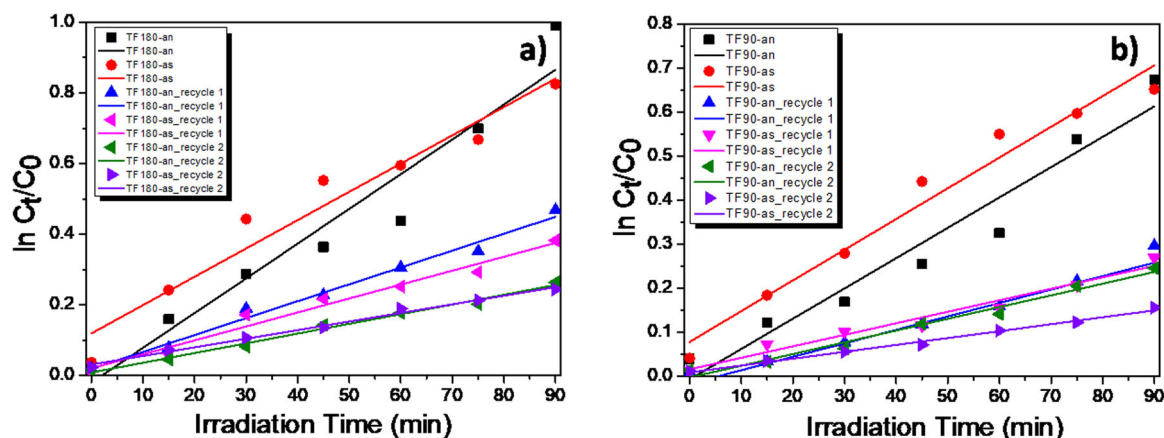 a)
1.0
0.8
0.6
0.4
0.2
0.0
ln Ct/C0
TF180-an
TF180-an
TF180-as
TF180-as
TF180-an_recycle 1
TF180-an_recycle 1
TF180-as_recycle 1
TF180-as_recycle 1
TF180-an_recycle 2
TF180-an_recycle 2
TF180-as_recycle 2
TF180-as_recycle 2
0 10 20 30 40 50 60 70 80 90
Irradiation Time (min)
b)
0.8
0.7
0.6
0.5
0.4
0.3
0.2
0.1
0.0
ln Ct/C0
TF90-an
TF90-an
TF90-as
TF90-as
TF90-an_recycle 1
TF90-an_recycle 1
TF90-as_recycle 1
TF90-as_recycle 1
TF90-an_recycle 2
TF90-an_recycle 2
TF90-as_recycle 2
TF90-as_recycle 2
0 10 20 30 40 50 60 70 80 90
Irradiation Time (min)